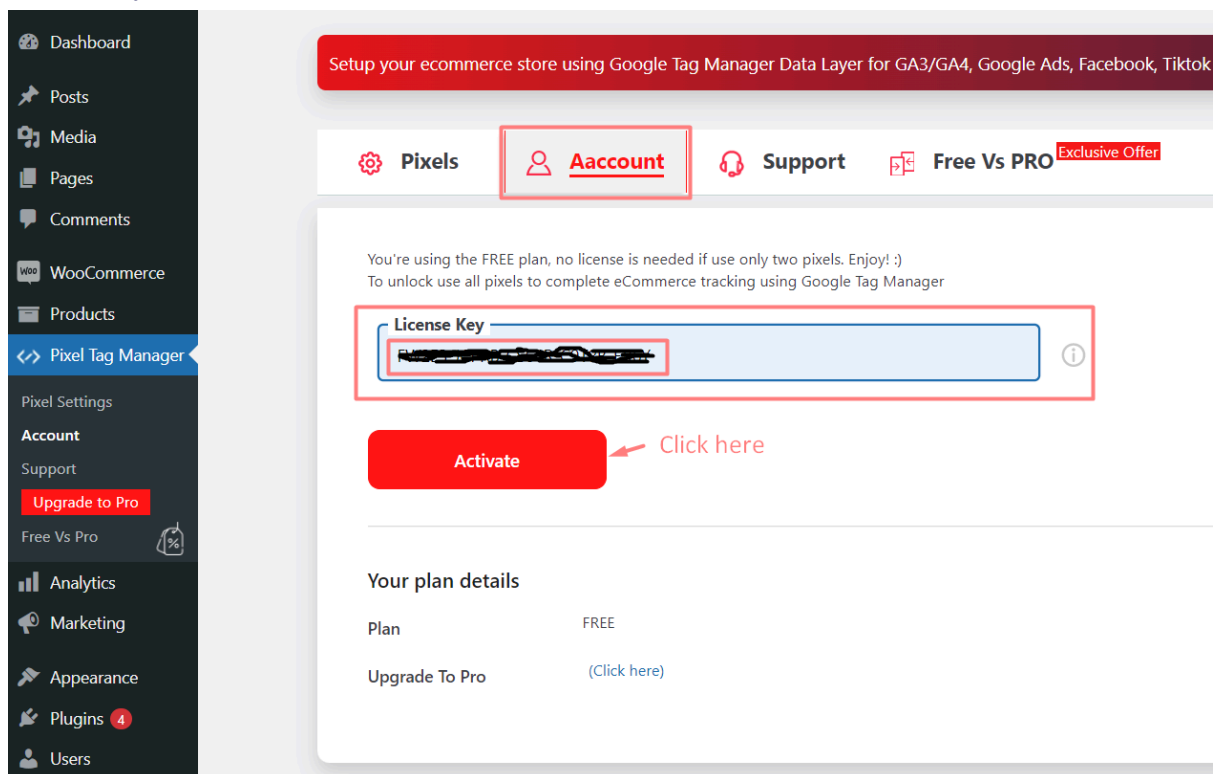 Dashboard
Posts
Media
Pages
Comments
WooCommerce
Products
Pixel Tag Manager
Pixel Settings
Account
Support
Upgrade to Pro
Free Vs Pro
Analytics
Marketing
Appearance
Plugins 4
Users
Setup your ecommerce store using Google Tag Manager Data Layer for GA3/GA4, Google Ads, Facebook, Tiktok
Pixels
Aaccount
Support
Free Vs PRO Exclusive Offer
You're using the FREE plan, no license is needed if use only two pixels. Enjoy! :)
To unlock use all pixels to complete eCommerce tracking using Google Tag Manager
License Key
Activate
Click here
Your plan details
Plan FREE
Upgrade To Pro (Click here)